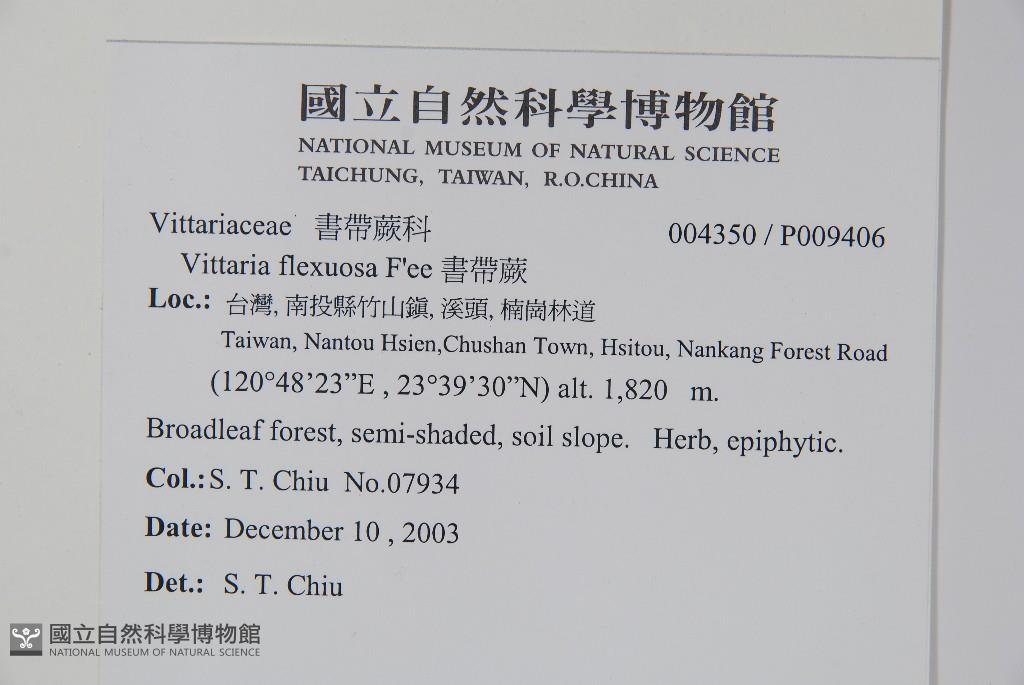 國立自然科學博物館
NATIONAL MUSEUM OF NATURAL SCIENCE
TAICHUNG, TAIWAN, R.O.CHINA
Vittariaceae 書帶蕨科 004350 / P009406
Vittaria flexuosa F'ee 書帶蕨
Loc.: 台灣, 南投縣竹山鎮, 溪頭, 楠崗林道
Taiwan, Nantou Hsien,Chushan Town, Hsitou, Nankang Forest Road
(120°48’23”E , 23°39’30”N) alt. 1,820 m.
Broadleaf forest, semi-shaded, soil slope. Herb, epiphytic.
Col.: S. T. Chiu No.07934
Date: December 10 , 2003
Det.: S. T. Chiu
國立自然科學博物館
NATIONAL MUSEUM OF NATURAL SCIENCE